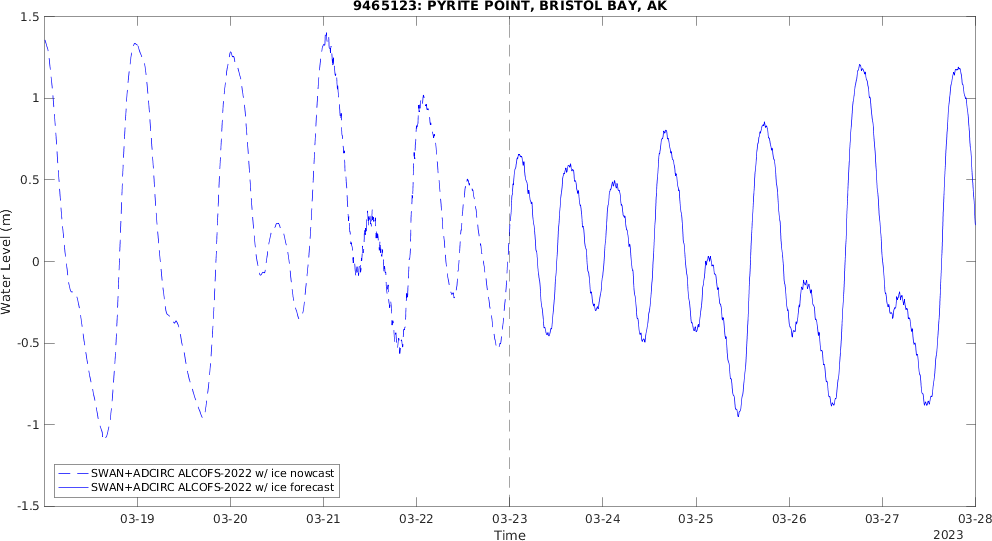 9465123: PYRITE POINT, BRISTOL BAY, AK
Water Level (m)
1.5
1
0.5
0
-0.5
-1
-1.5
SWAN+ADCIRC ALCOFS-2022 w/ ice nowcast
SWAN+ADCIRC ALCOFS-2022 w/ ice forecast
03-19 03-20 03-21 03-22 03-23 03-24 03-25 03-26 03-27 03-28
Time
2023